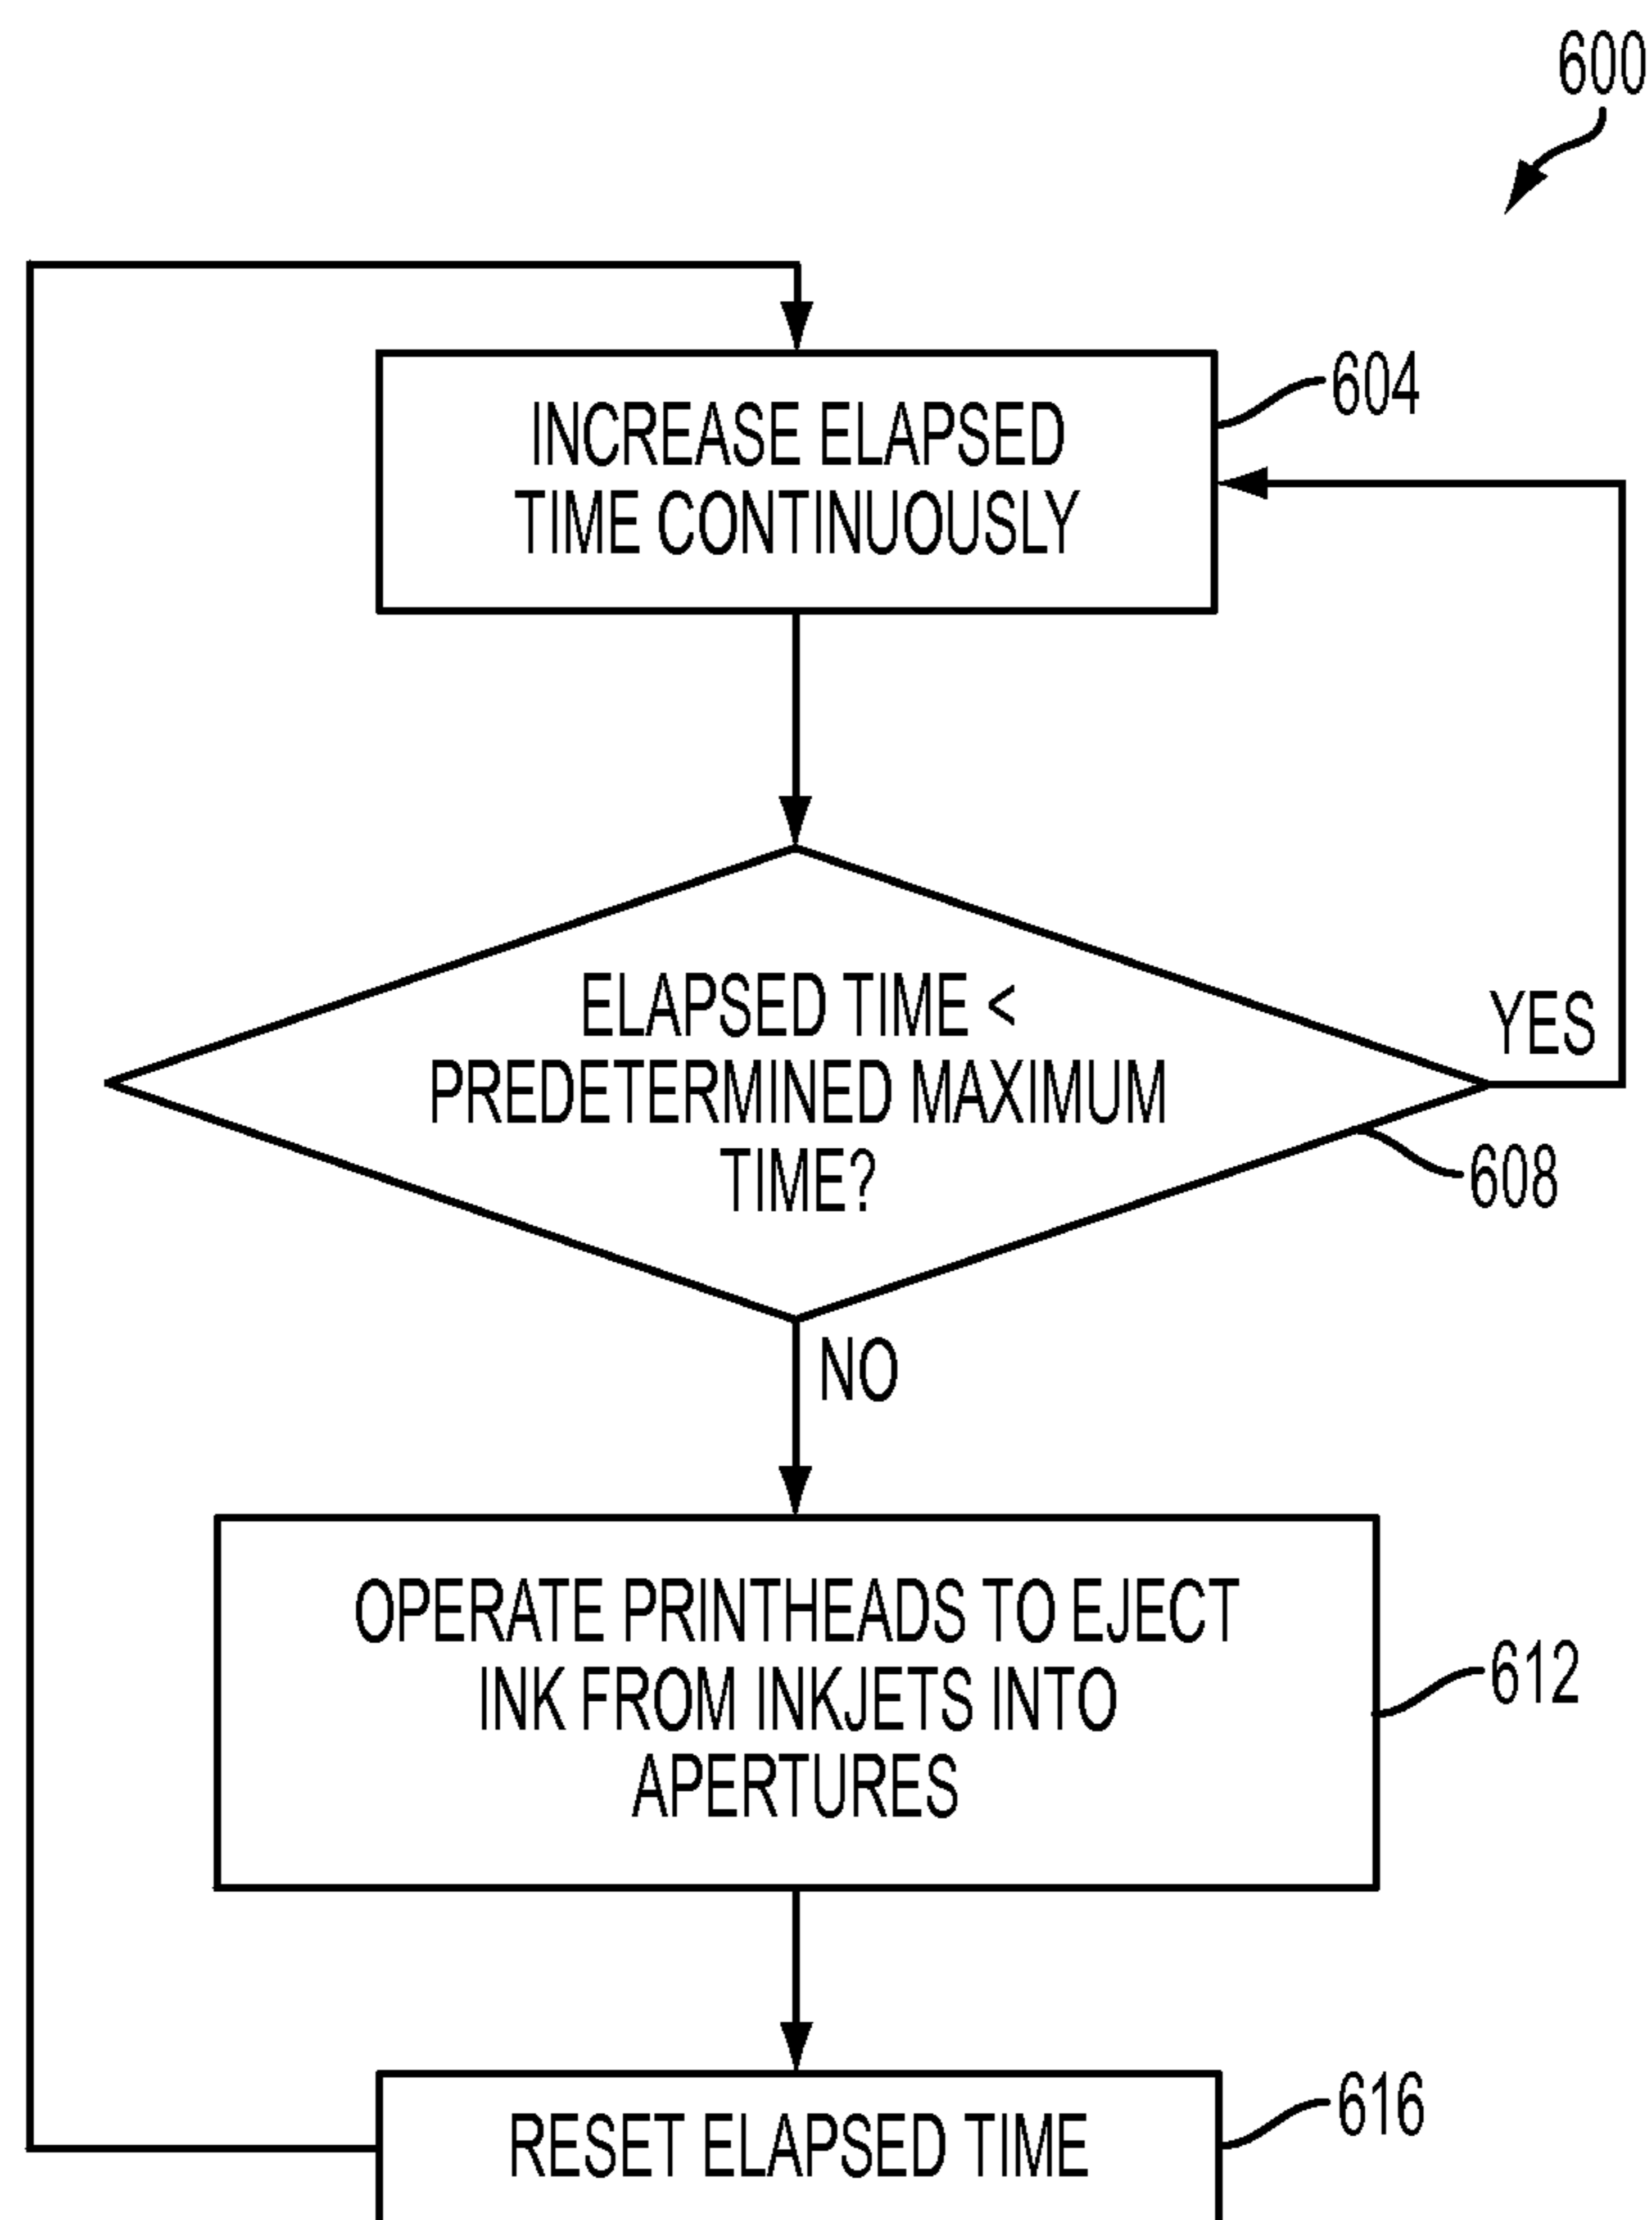 600
INCREASE ELAPSED
TIME CONTINUOUSLY
604
ELAPSED TIME <
PREDETERMINED MAXIMUM
TIME?
YES
608
NO
OPERATE PRINTHEADS TO EJECT
INK FROM INKJETS INTO
APERTURES
612
RESET ELAPSED TIME
616